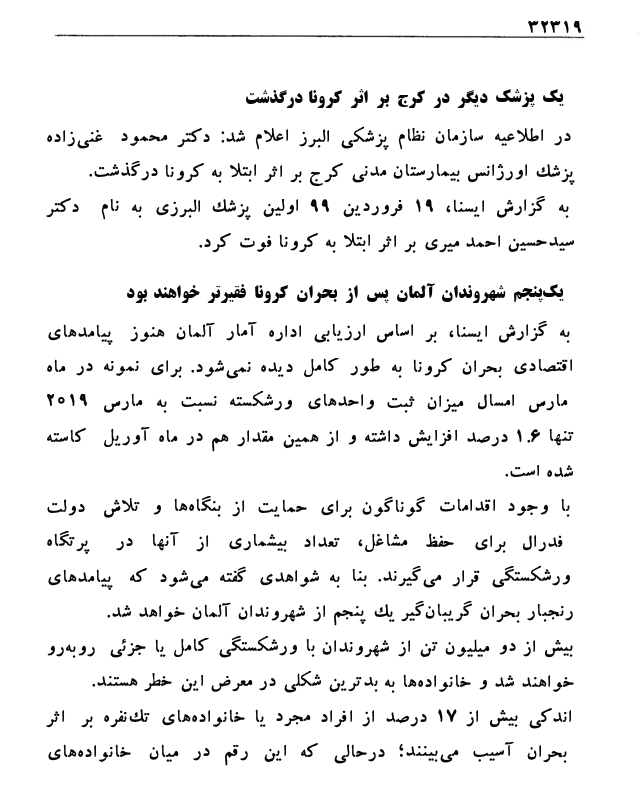 ۳۲۳۱۹
یک پزشک دیگر در کرج بر اثر کرونا درگذشت
در اطلاعیه سازمان نظام پزشکی البرز اعلام شد: دکتر محمود غنی‌زاده
پزشك اورژانس بیمارستان مدنی کرج بر اثر ابتلا به کرونا درگذشت.
به گزارش ایسنا، ۱۹ فروردین ۹۹ اولین پزشك البرزی به نام دکتر
سیدحسین احمد میری بر اثر ابتلا به کرونا فوت کرد.
یک‌پنجم شهروندان آلمان پس از بحران کرونا فقیرتر خواهند بود
به گزارش ایسنا، بر اساس ارزیابی اداره آمار آلمان هنوز پیامدهای
اقتصادی بحران کرونا به طور کامل دیده نمی‌شود. برای نمونه در ماه
مارس امسال میزان ثبت واحدهای ورشکسته نسبت به مارس ۲۰۱۹
تنها ۱.۶ درصد افزایش داشته و از همین مقدار هم در ماه آوریل کاسته
شده است.
با وجود اقدامات گوناگون برای حمایت از بنگاه‌ها و تلاش دولت
فدرال برای حفظ مشاغل، تعداد بیشماری از آنها در پرتگاه
ورشکستگی قرار می‌گیرند. بنا به شواهدی گفته می‌شود که پیامدهای
رنجبار بحران گریبان‌گیر یك پنجم از شهروندان آلمان خواهد شد.
بیش از دو میلیون تن از شهروندان با ورشکستگی کامل یا جزئی روبه‌رو
خواهند شد و خانواده‌ها به بدترین شکلی در معرض این خطر هستند.
اندکی بیش از ۱۷ درصد از افراد مجرد یا خانواده‌های تك‌نفره بر اثر
بحران آسیب می‌بینند؛ درحالی که این رقم در میان خانواده‌های